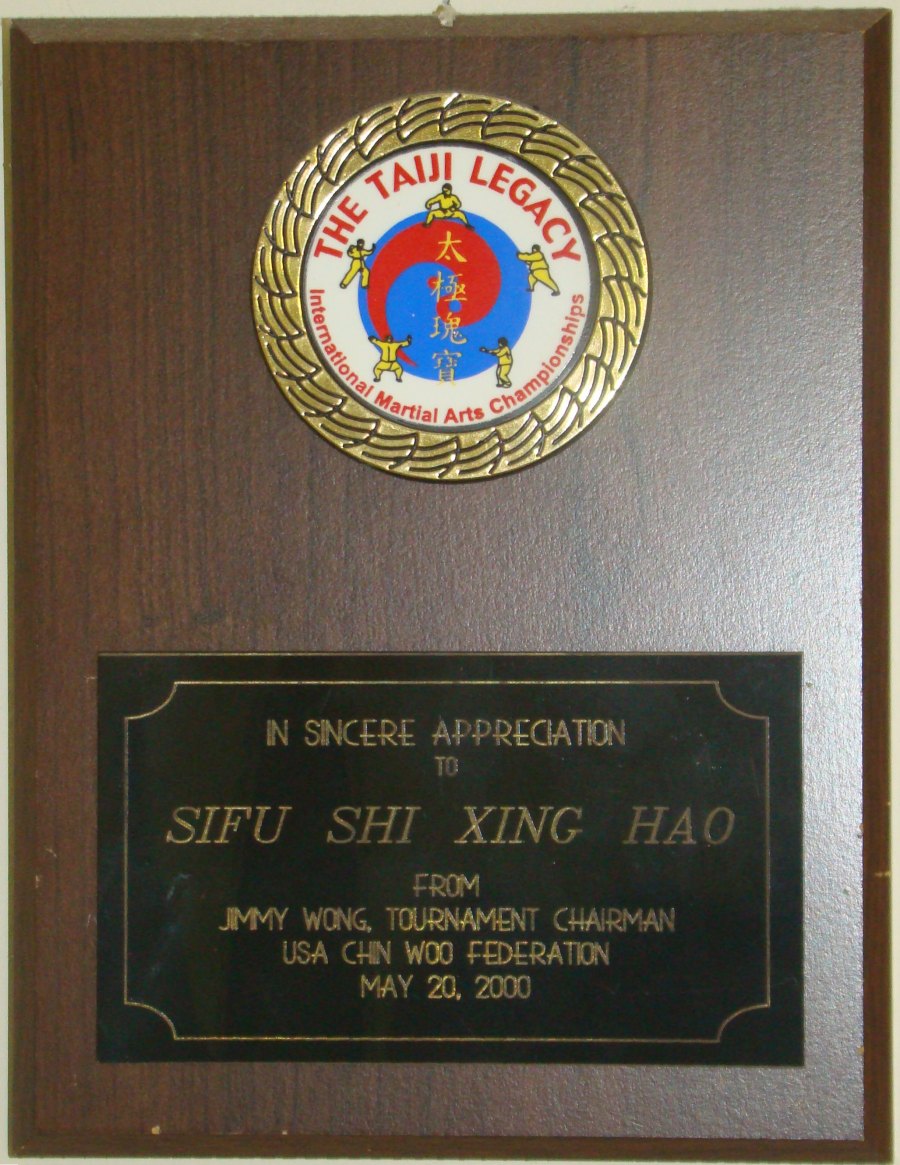 THE TAIJI LEGACY
太
極
瑰
寶
International Martial Arts Championships
IN SINCERE APPRECIATION
TO
SIFU SHI XING HAO
FROM
JIMMY WONG, TOURNAMENT CHAIRMAN
USA CHIN WOO FEDERATION
MAY 20, 2000